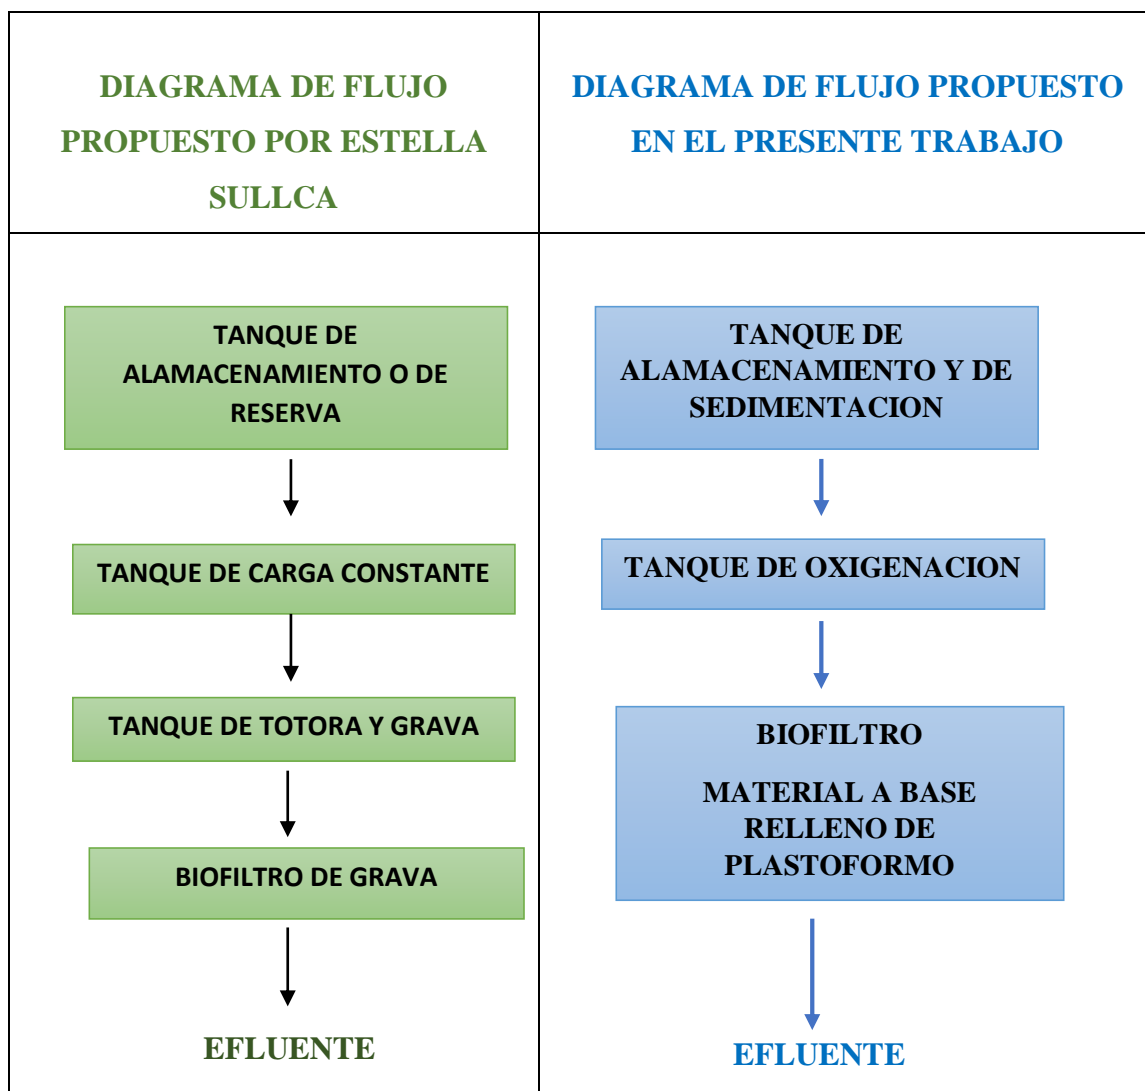 DIAGRAMA DE FLUJO
PROPUESTO POR ESTELLA
SULLCA
DIAGRAMA DE FLUJO PROPUESTO
EN EL PRESENTE TRABAJO
TANQUE DE
ALAMACENAMIENTO O DE
RESERVA
TANQUE DE CARGA CONSTANTE
TANQUE DE TOTORA Y GRAVA
BIOFILTRO DE GRAVA
EFLUENTE
TANQUE DE
ALAMACENAMIENTO Y DE
SEDIMENTACION
TANQUE DE OXIGENACION
BIOFILTRO
MATERIAL A BASE
RELLENO DE
PLASTOFORMO
EFLUENTE